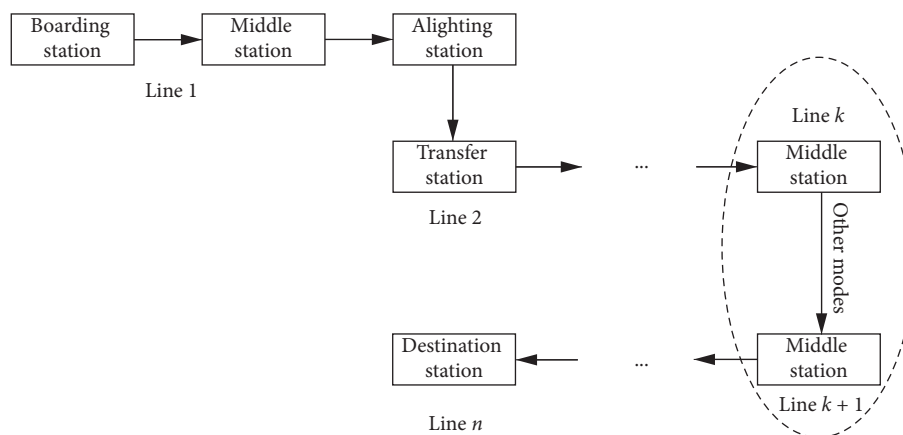 Boarding
station
Middle
station
Alighting
station
Line 1
Line k
Transfer
station
...
Middle
station
Line 2
Other modes
Destination
station
...
Middle
station
Line k + 1
Line n